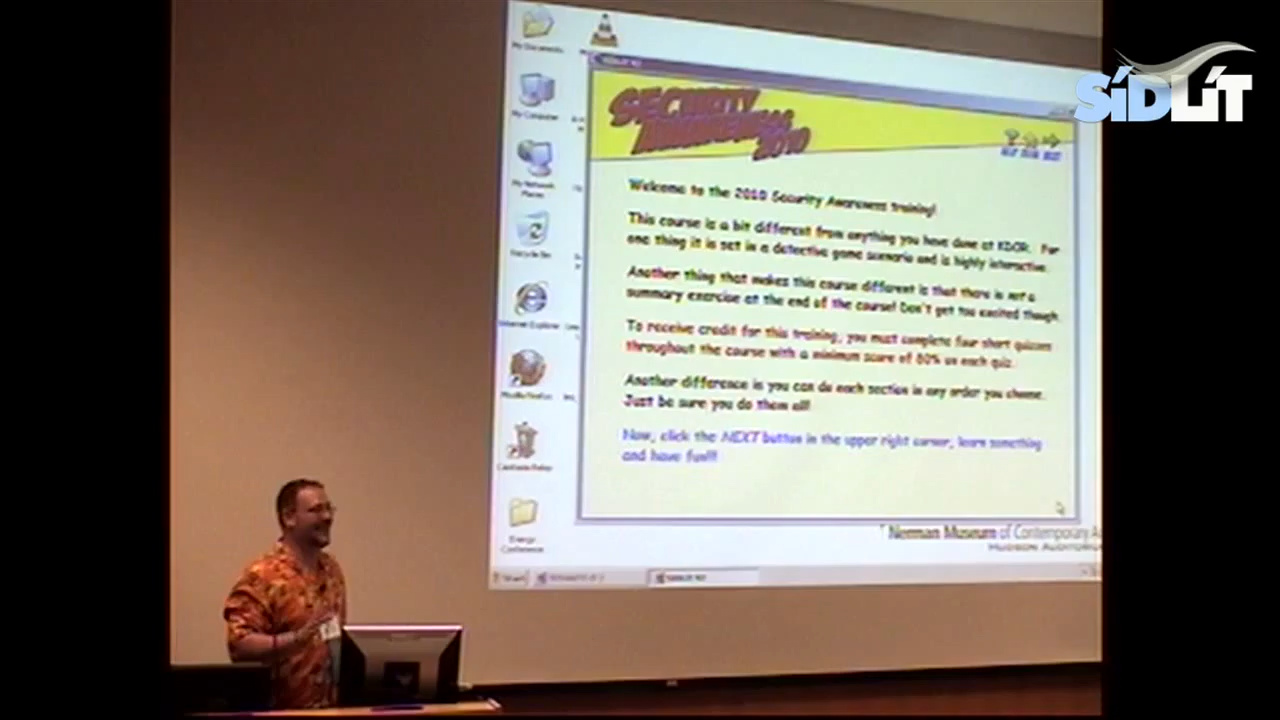 SÍDLÍT
My Documents
My Computer
My Network
Places
Recycle Bin
Internet Explorer
Mozilla Firefox
Energy
Conference
SECURITY
AWARENESS
2010
Welcome to the 2010 Security Awareness training!
This course is a bit different from anything you have done at KDOR. For
one thing it is set in a detective game scenario and is highly interactive.
Another thing that makes this course different is that there is not a
summary exercise at the end of the course! Don't get too excited though.
To receive credit for this training, you must complete four short quizzes
throughout the course with a minimum score of 80% on each quiz.
Another difference is you can do each section in any order you choose.
Just be sure you do them all!
Now, click the NEXT button in the upper right corner, learn something
and have fun!!!
Nerman Museum of Contemporary
HUDSON AUDITORIUM